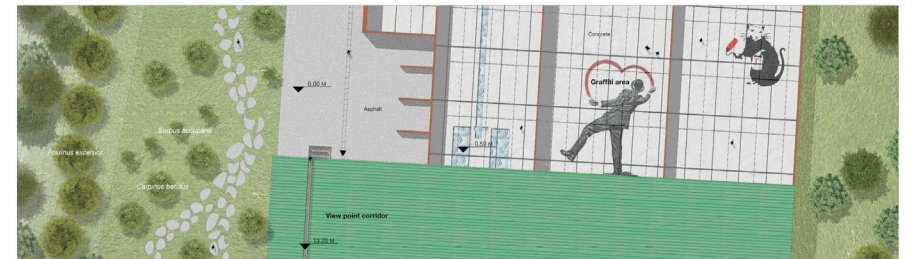 Concrete
Graffiti area
0.00 M
Asphalt
Sorbus aucuparia
- 0.50 M
Fraxinus excelsior
Carpinus betulus
View point corridor
13.20 M